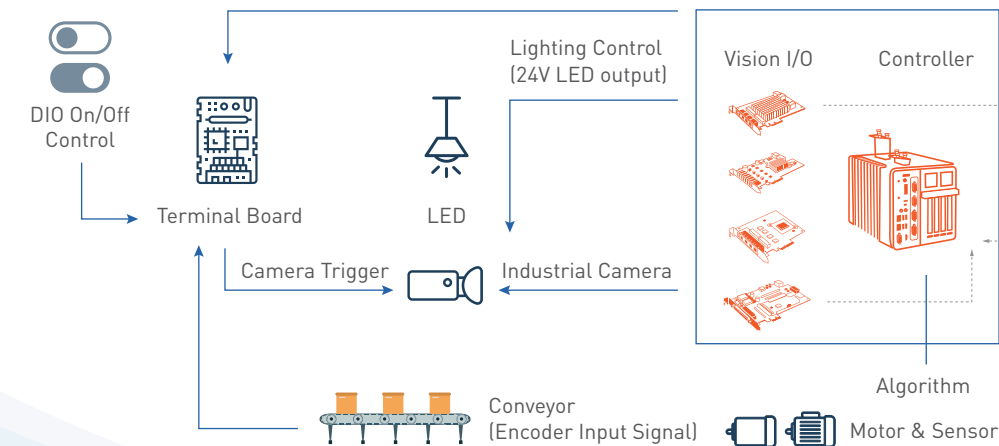 DIO On/Off
Control
Terminal Board
LED
Lighting Control
(24V LED output)
Vision I/O
Controller
Camera Trigger
Industrial Camera
Algorithm
Conveyor
(Encoder Input Signal)
Motor & Sensor